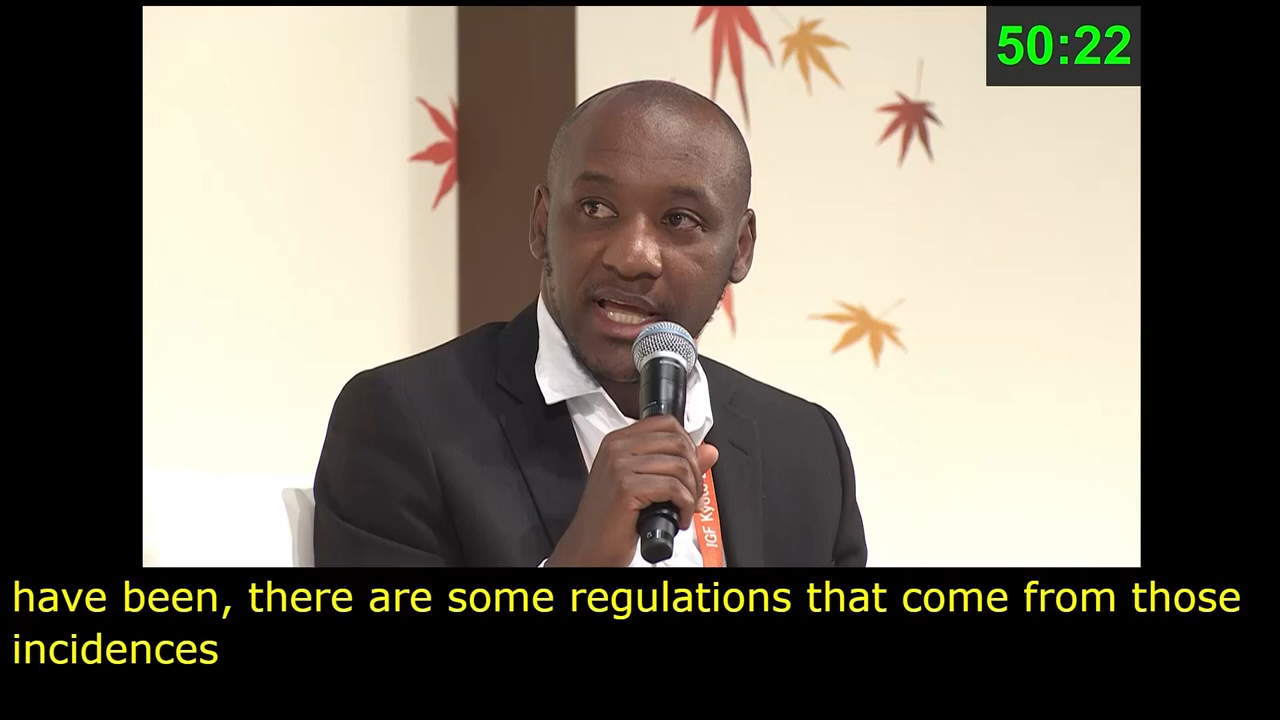 50:22
IGF Kyoto
have been, there are some regulations that come from those
incidences